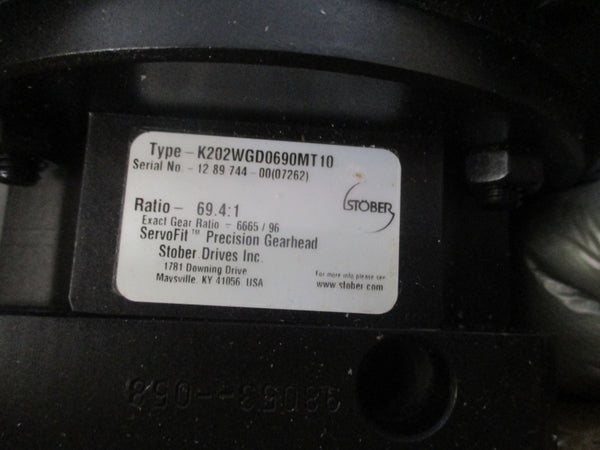 Type - K202WGD0690MT10
Serial No. - 12 89 744 - 00(07262)
STÖBER
Ratio - 69.4:1
Exact Gear Ratio = 6665 / 96
ServoFit™ Precision Gearhead
Stober Drives Inc.
1781 Downing Drive
Maysville, KY 41056 USA
For more info please see
www.stober.com